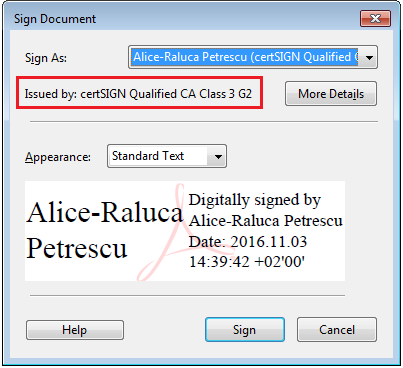 Sign Document
Sign As:
Alice-Raluca Petrescu (certSIGN Qualified
Issued by: certSIGN Qualified CA Class 3 G2
More Details
Appearance:
Standard Text
Alice-Raluca
Petrescu
Digitally signed by
Alice-Raluca Petrescu
Date: 2016.11.03
14:39:42 +02'00'
Help
Sign
Cancel